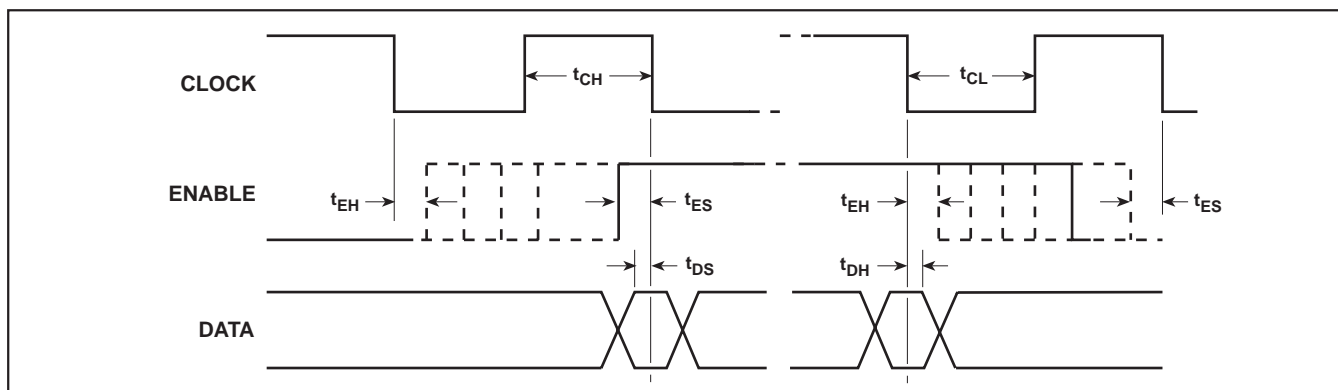 CLOCK
tCH
tCL
ENABLE
tEH
tES
tEH
tES
tDS
tDH
DATA